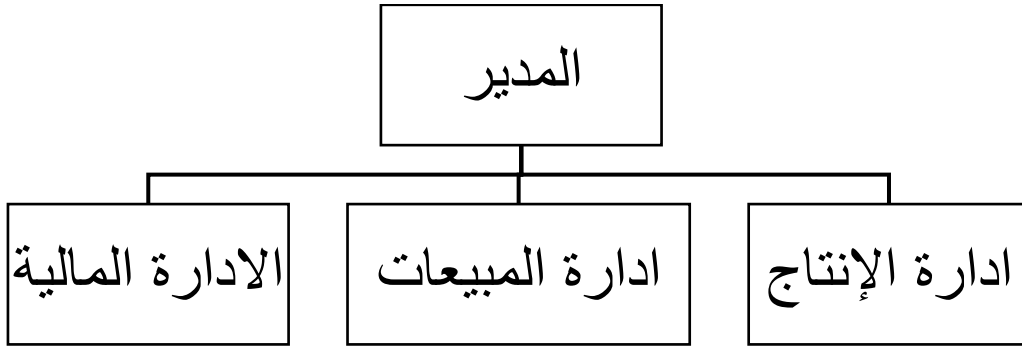 المدير
ادارة الإنتاج
ادارة المبيعات
الادارة المالية